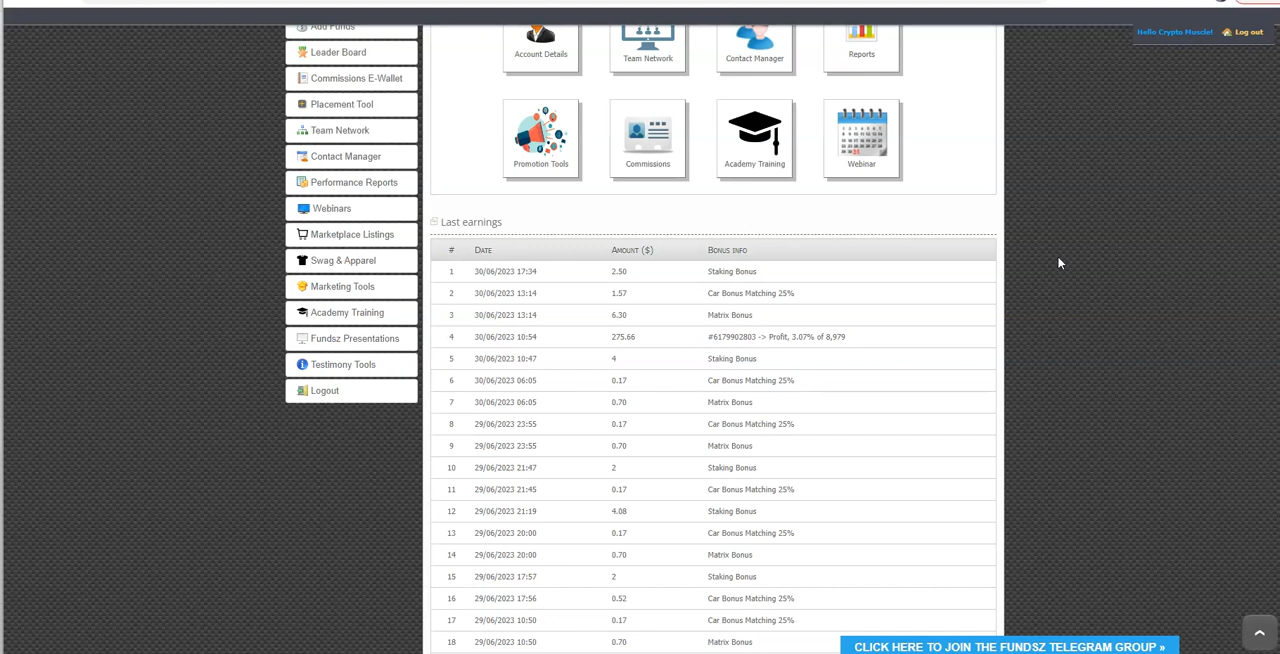 Hello Crypto Muscle! Log out
Add Funds
Leader Board
Commissions E-Wallet
Placement Tool
Team Network
Contact Manager
Performance Reports
Webinars
Marketplace Listings
Swag & Apparel
Marketing Tools
Academy Training
Fundsz Presentations
Testimony Tools
Logout
Account Details
Team Network
Contact Manager
Reports
Promotion Tools
Commissions
Academy Training
Webinar
Last earnings
# Date Amount ($) Bonus info
1 30/06/2023 17:34 2.50 Staking Bonus
2 30/06/2023 13:14 1.57 Car Bonus Matching 25%
3 30/06/2023 13:14 6.30 Matrix Bonus
4 30/06/2023 10:54 275.66 #6179902803 -> Profit, 3.07% of 8,979
5 30/06/2023 10:47 4 Staking Bonus
6 30/06/2023 06:05 0.17 Car Bonus Matching 25%
7 30/06/2023 06:05 0.70 Matrix Bonus
8 29/06/2023 23:55 0.17 Car Bonus Matching 25%
9 29/06/2023 23:55 0.70 Matrix Bonus
10 29/06/2023 21:47 2 Staking Bonus
11 29/06/2023 21:45 0.17 Car Bonus Matching 25%
12 29/06/2023 21:19 4.08 Staking Bonus
13 29/06/2023 20:00 0.17 Car Bonus Matching 25%
14 29/06/2023 20:00 0.70 Matrix Bonus
15 29/06/2023 17:57 2 Staking Bonus
16 29/06/2023 17:56 0.52 Car Bonus Matching 25%
17 29/06/2023 10:50 0.17 Car Bonus Matching 25%
18 29/06/2023 10:50 0.70 Matrix Bonus
CLICK HERE TO JOIN THE FUNDSZ TELEGRAM GROUP »